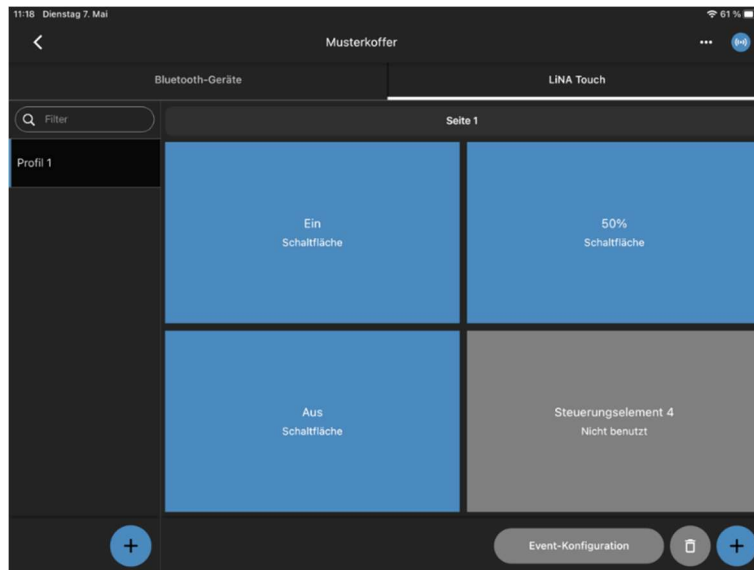 11:18 Dienstag 7. Mai
61 %
Musterkoffer
Bluetooth-Geräte
LiNA Touch
Filter
Seite 1
Profil 1
Ein
Schaltfläche
50%
Schaltfläche
Aus
Schaltfläche
Steuerungselement 4
Nicht benutzt
Event-Konfiguration